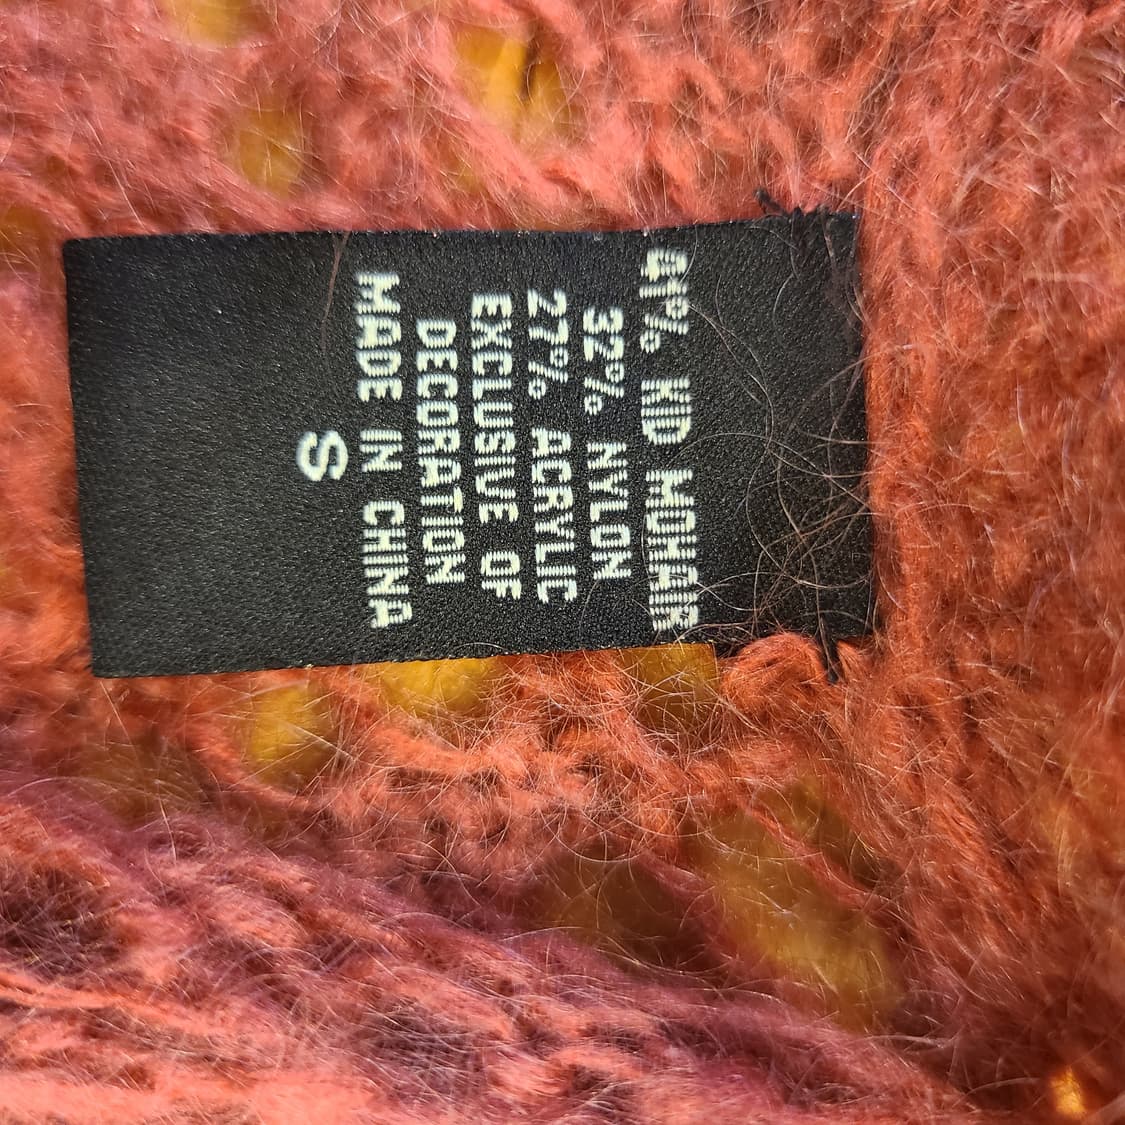 41% KID MOHAIR
32% NYLON
27% ACRYLIC
EXCLUSIVE OF
DECORATION
MADE IN CHINA
S